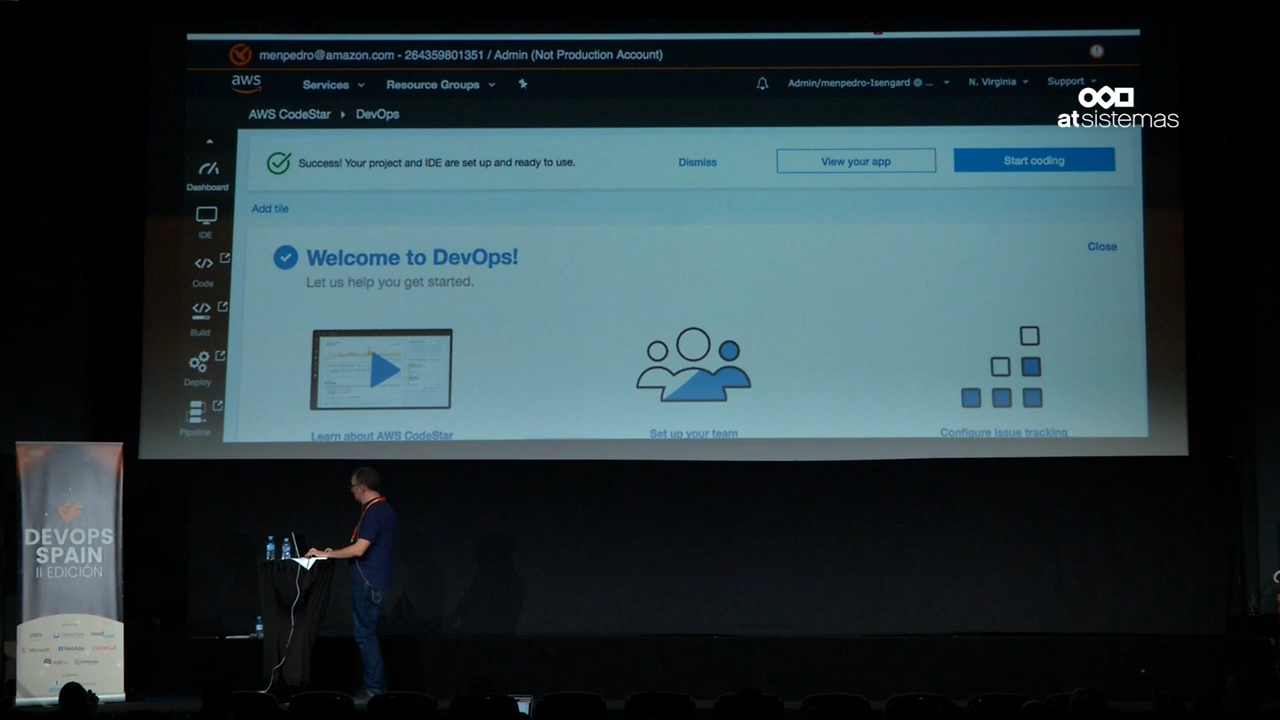 menpedro@amazon.com - 264359801351 / Admin (Not Production Account)
aws
Services
Resource Groups
Admin/menpedro-Isengard @ ...
N. Virginia
Support
atsistemas
AWS CodeStar
DevOps
Success! Your project and IDE are set up and ready to use.
Dismiss
View your app
Start coding
Dashboard
Add tile
IDE
Welcome to DevOps!
Close
Let us help you get started.
Code
Build
Deploy
Pipeline
Learn about AWS CodeStar
Set up your team
Configure issue tracking
DEVOPS
SPAIN
II EDICIÓN
Microsoft
NetApp